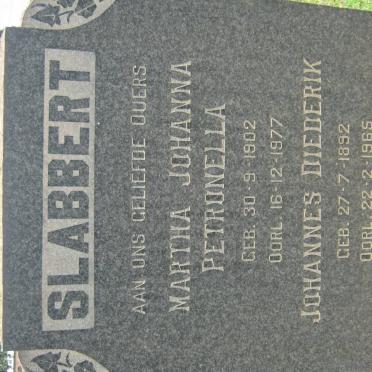 SLABBERT
AAN ONS GELIEFDE OUERS
MARTHA JOHANNA
PETRONELLA
GEB. 30-9-1902
OORL. 16-12-1977
JOHANNES DIEDERIK
GEB. 27-7-1892
OORL. 22-2-1965